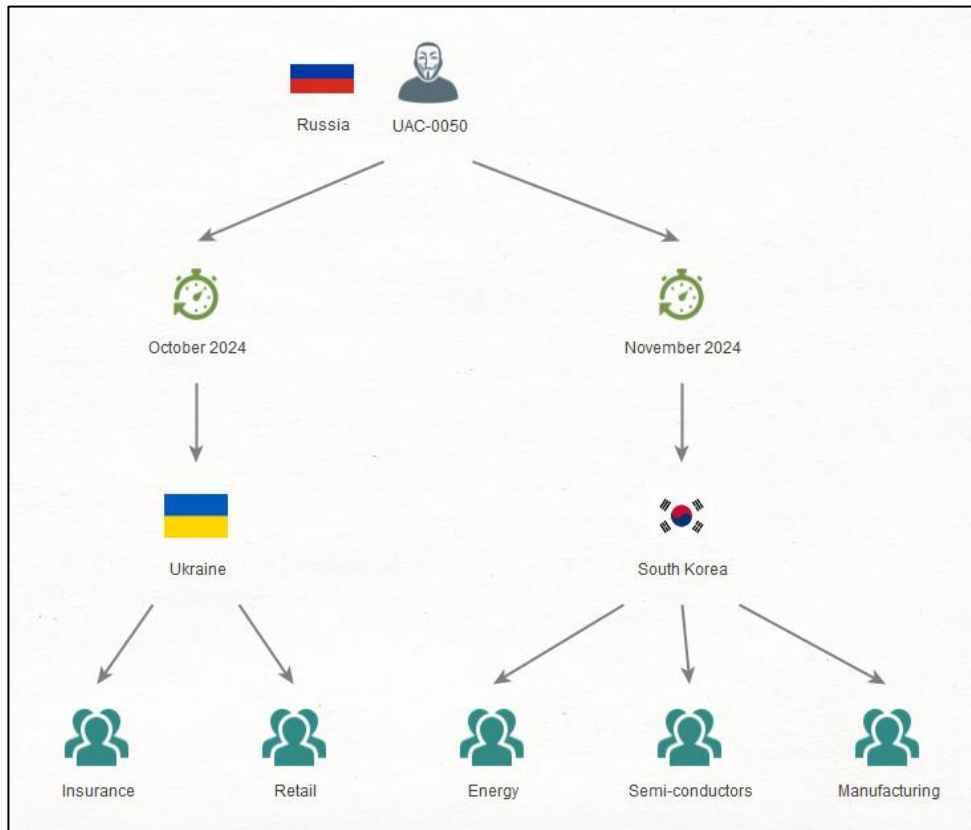 Russia
UAC-0050
October 2024
November 2024
Ukraine
South Korea
Insurance
Retail
Energy
Semi-conductors
Manufacturing